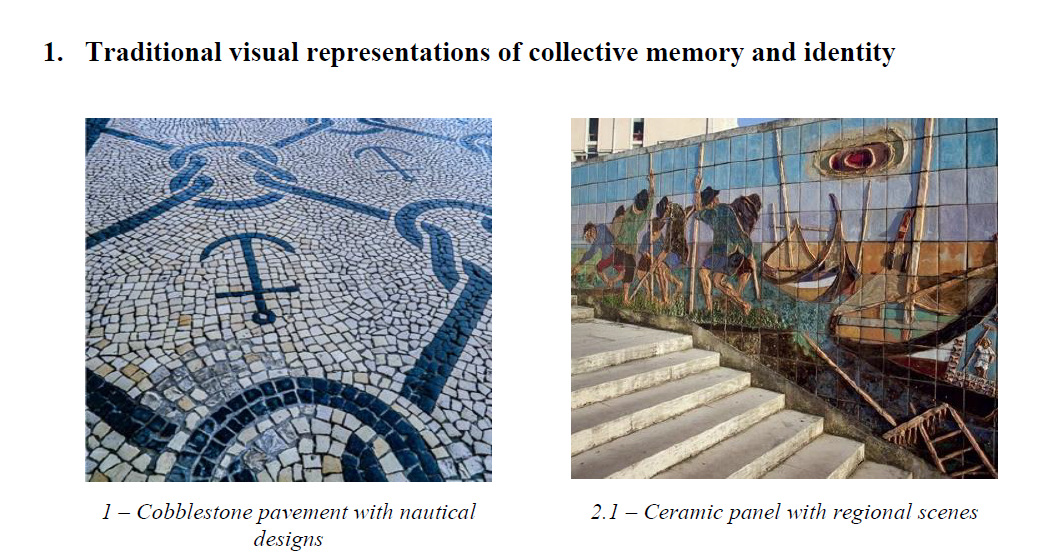 1. Traditional visual representations of collective memory and identity
1 – Cobblestone pavement with nautical
designs
2.1 – Ceramic panel with regional scenes